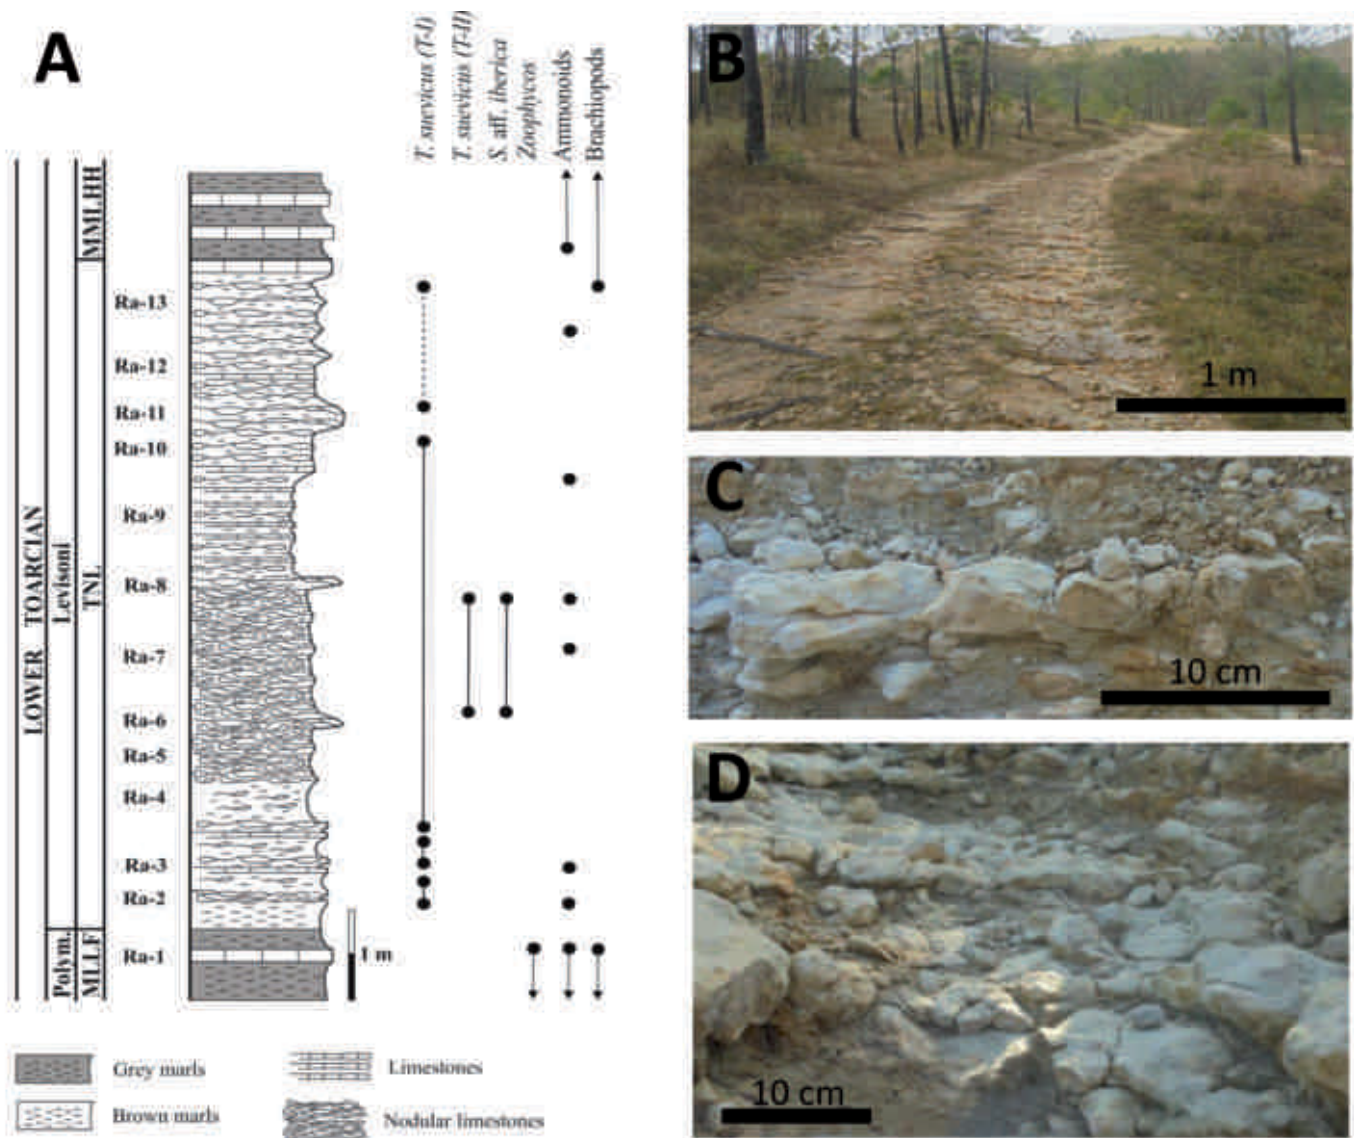 A
T. suevicus (T-I)
T. suevicus (T-II)
S. aff. iberica
Zoophycos
Ammonoids
Brachiopods
LOWER TOARCIAN
Polym.
Levisoni
MLLF
TNL
MMLHH
Ra-13
Ra-12
Ra-11
Ra-10
Ra-9
Ra-8
Ra-7
Ra-6
Ra-5
Ra-4
Ra-3
Ra-2
Ra-1
1 m
Grey marls
Limestones
Brown marls
Nodular limestones
B
1 m
C
10 cm
D
10 cm